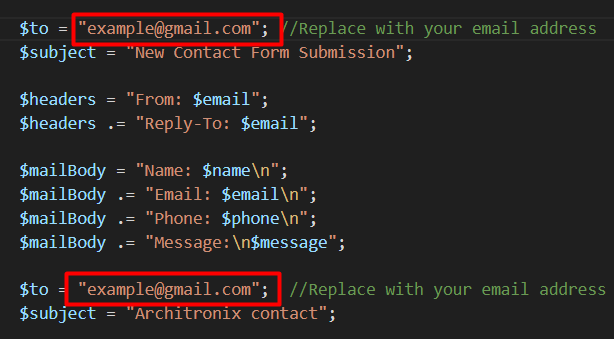 $to = "example@gmail.com"; //Replace with your email address
$subject = "New Contact Form Submission";
$headers = "From: $email";
$headers .= "Reply-To: $email";
$mailBody = "Name: $name\n";
$mailBody .= "Email: $email\n";
$mailBody .= "Phone: $phone\n";
$mailBody .= "Message:\n$message";
$to = "example@gmail.com"; //Replace with your email address
$subject = "Architronix contact";